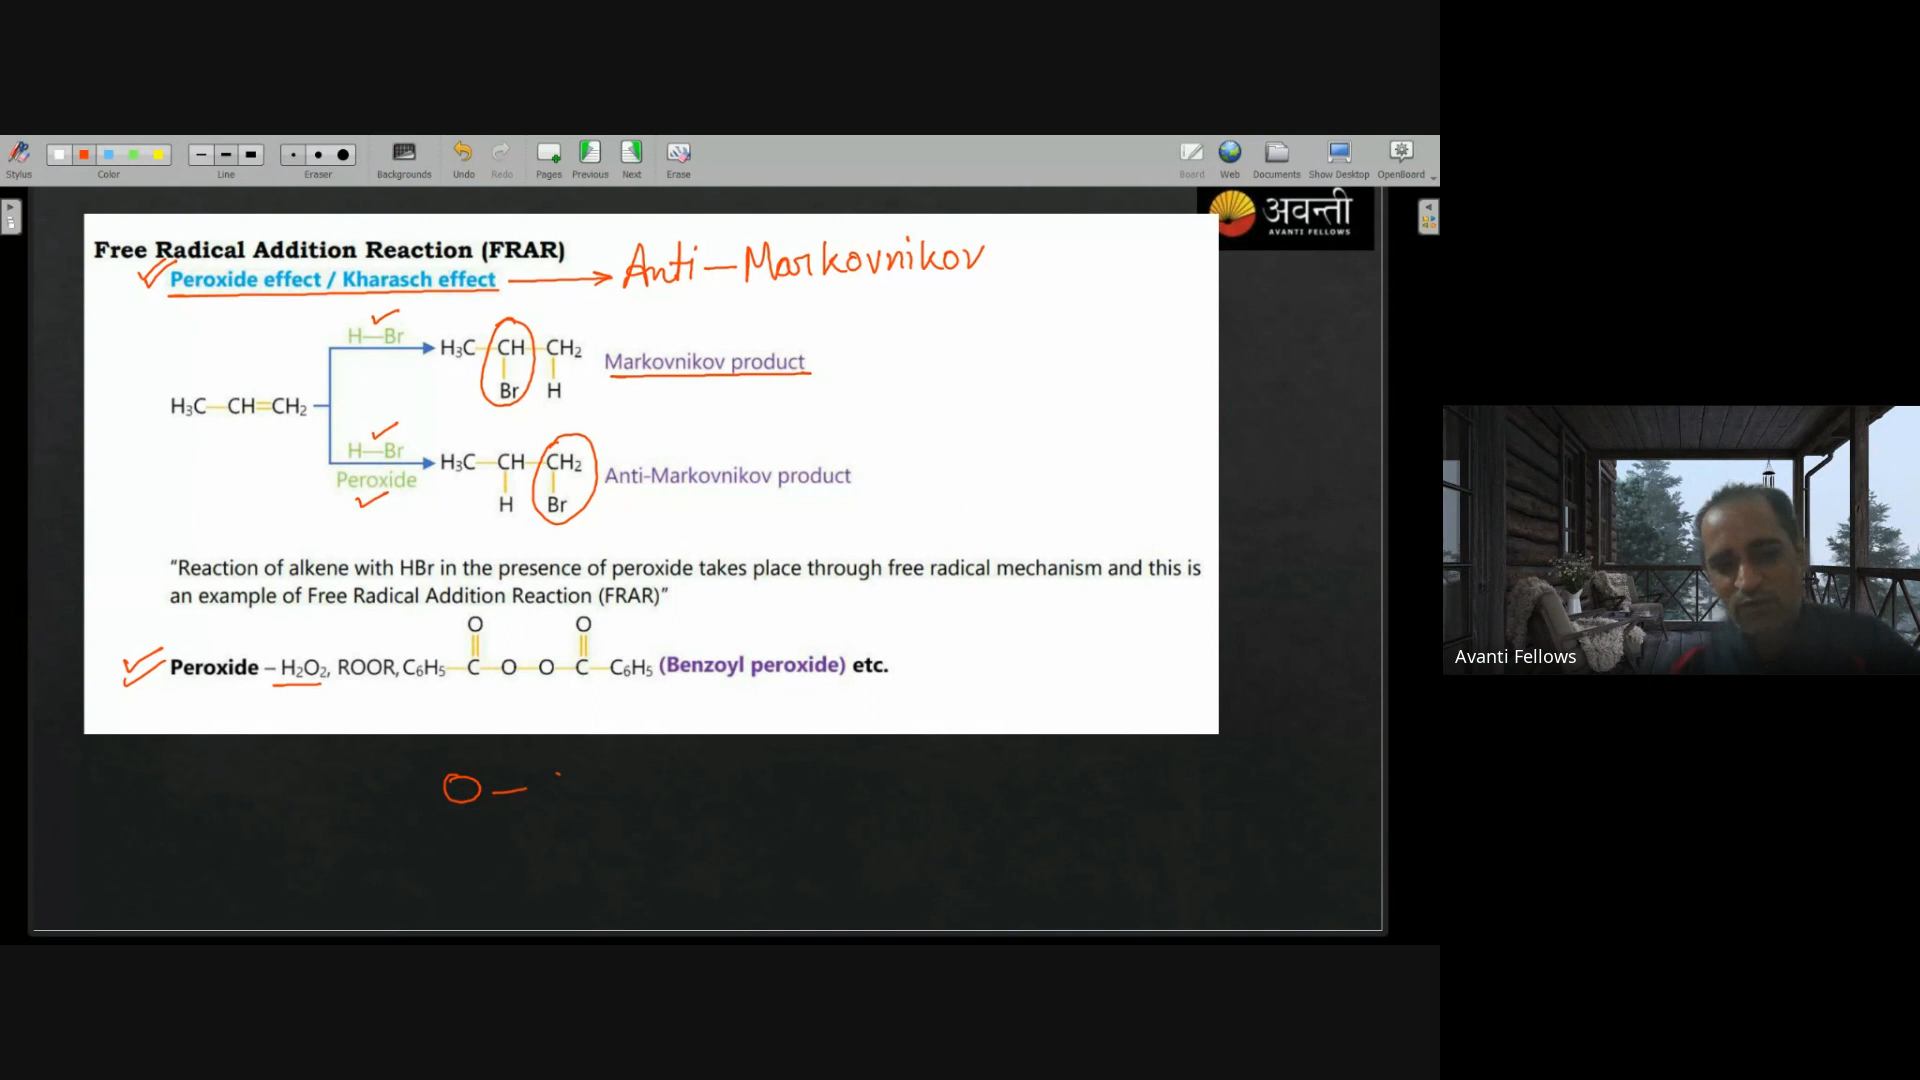 Stylus
Color
Line
Eraser
Backgrounds
Undo
Redo
Pages
Previous
Next
Erase
Board
Web
Documents
Show Desktop
OpenBoard
अवन्ती
AVANTI FELLOWS
Free Radical Addition Reaction (FRAR)
Peroxide effect / Kharasch effect → Anti-Markovnikov
H—Br
H₃C CH CH₂
Markovnikov product
Br H
H₃C—CH=CH₂
H—Br
H₃C—CH—CH₂
Peroxide
Anti-Markovnikov product
H Br
"Reaction of alkene with HBr in the presence of peroxide takes place through free radical mechanism and this is
an example of Free Radical Addition Reaction (FRAR)"
O O
Peroxide – H₂O₂, ROOR, C₆H₅—C—O—O—C—C₆H₅ (Benzoyl peroxide) etc.
O –
Avanti Fellows